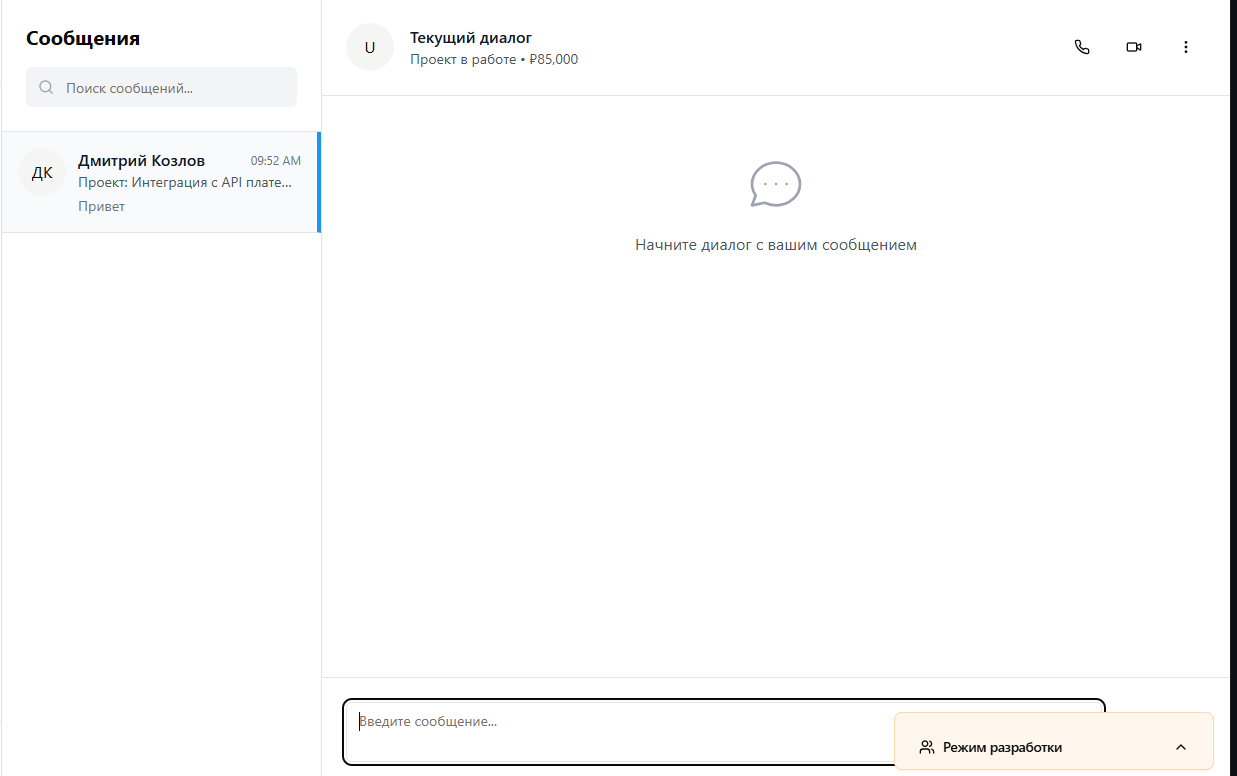 Сообщения
Поиск сообщений...
ДК
Дмитрий Козлов
09:52 AM
Проект: Интеграция с API плате...
Привет
U
Текущий диалог
Проект в работе • ₽85,000
Начните диалог с вашим сообщением
Введите сообщение...
Режим разработки